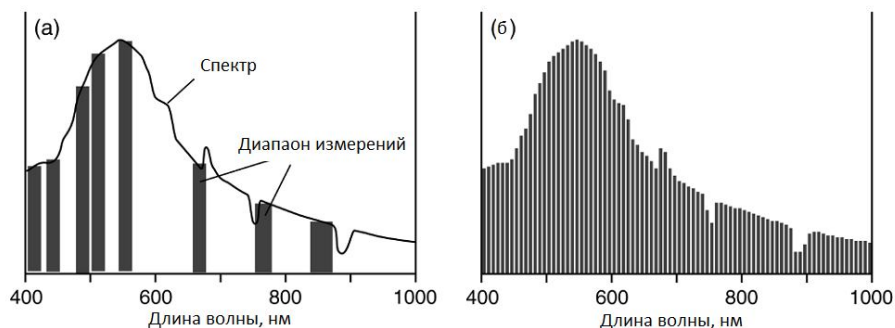 (а)
Спектр
Диапаон измерений
400 600 800 1000
Длина волны, нм
(б)
400 600 800 1000
Длина волны, нм